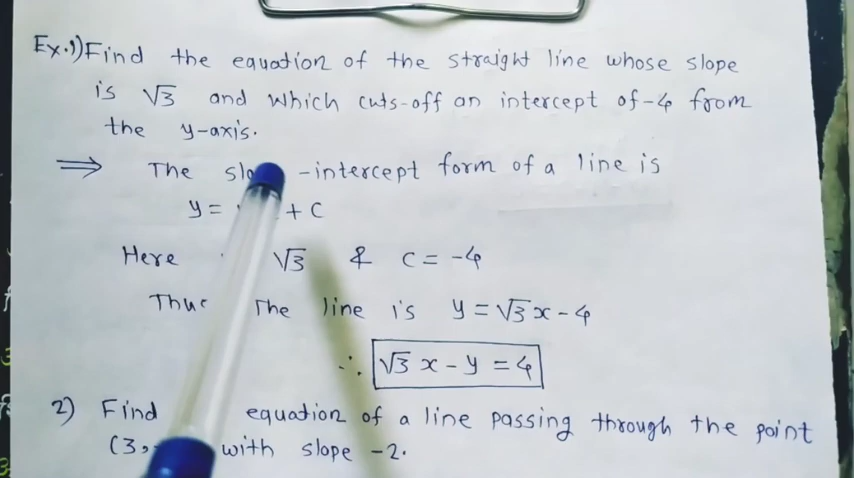 Ex.1) Find the equation of the straight line whose slope
is √3 and which cuts-off an intercept of -4 from
the y-axis.
⇒ The -intercept form of a line is
y = + c
Here √3 & c = -4
The line is y = √3x - 4
∴ √3 x - y = 4
2) Find equation of a line passing through the point
(3, with slope -2.